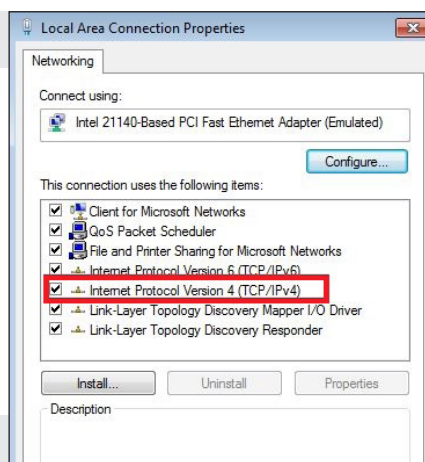 Local Area Connection Properties
Networking
Connect using:
Intel 21140-Based PCI Fast Ethernet Adapter (Emulated)
Configure...
This connection uses the following items:
Client for Microsoft Networks
QoS Packet Scheduler
File and Printer Sharing for Microsoft Networks
Internet Protocol Version 6 (TCP/IPv6)
Internet Protocol Version 4 (TCP/IPv4)
Link-Layer Topology Discovery Mapper I/O Driver
Link-Layer Topology Discovery Responder
Install... Uninstall Properties
Description